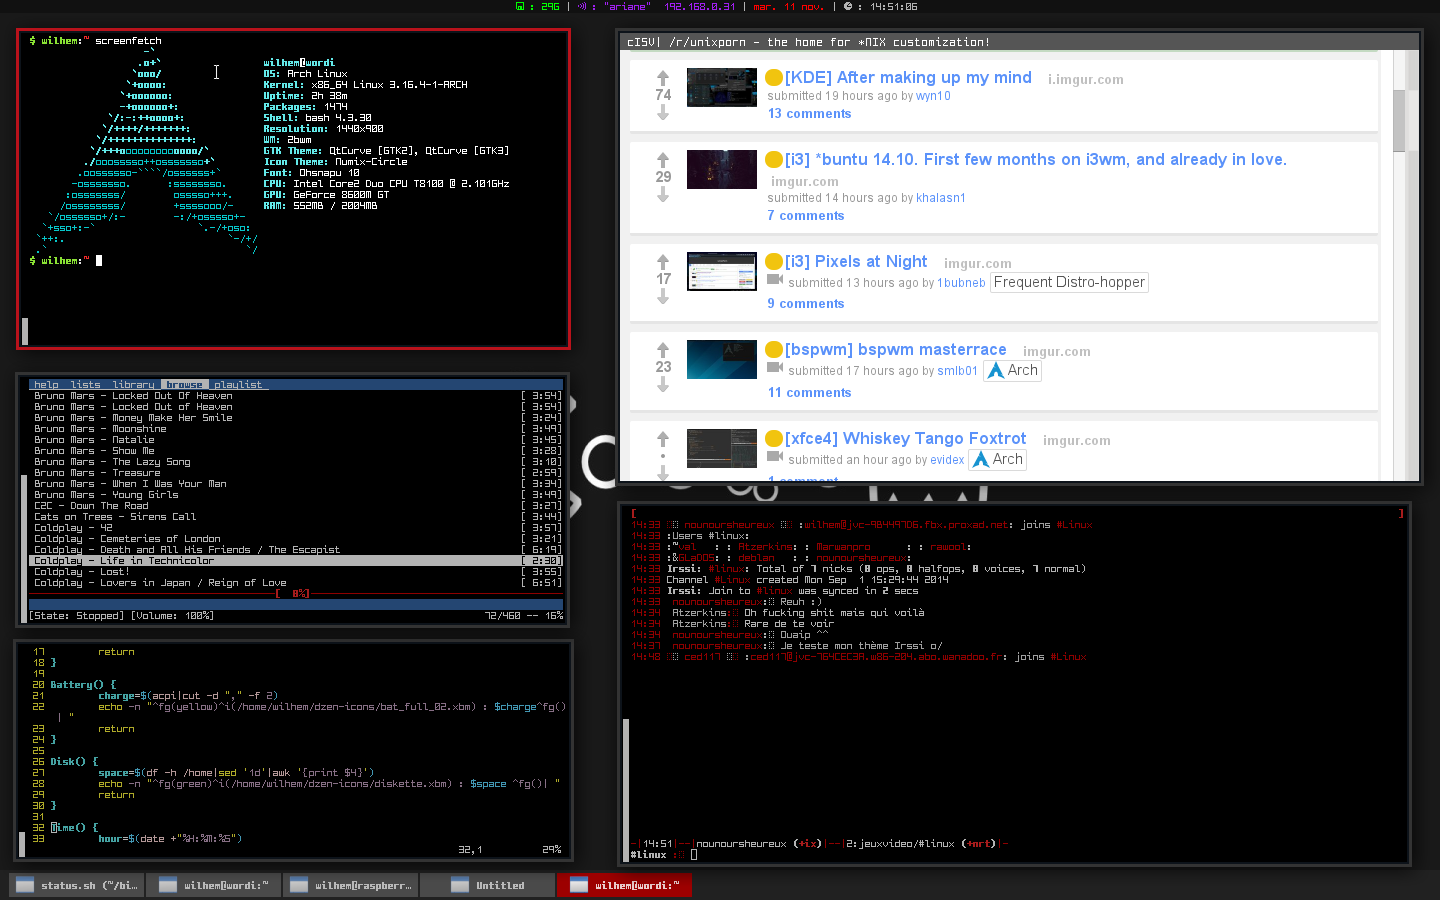 : 29G | : "ariane" 192.168.0.31 | mar. 11 nov. | : 14:51:06
$ wilhem:~ screenfetch
wilhem@wordi
OS: Arch Linux
Kernel: x86_64 Linux 3.16.4-1-ARCH
Uptime: 2h 38m
Packages: 1474
Shell: bash 4.3.30
Resolution: 1440x900
WM: 2bwm
GTK Theme: QtCurve [GTK2], QtCurve [GTK3]
Icon Theme: Numix-Circle
Font: Ohsnapu 10
CPU: Intel Core2 Duo CPU T8100 @ 2.101GHz
GPU: GeForce 8600M GT
RAM: 552MB / 2004MB
$ wilhem:~
help lists library browse playlist
Bruno Mars - Locked Out Of Heaven [ 3:54]
Bruno Mars - Locked Out of Heaven [ 3:54]
Bruno Mars - Money Make Her Smile [ 3:24]
Bruno Mars - Moonshine [ 3:49]
Bruno Mars - Natalie [ 3:45]
Bruno Mars - Show Me [ 3:28]
Bruno Mars - The Lazy Song [ 3:10]
Bruno Mars - Treasure [ 2:59]
Bruno Mars - When I Was Your Man [ 3:34]
Bruno Mars - Young Girls [ 3:49]
C2C - Down The Road [ 3:27]
Cats on Trees - Sirens Call [ 3:44]
Coldplay - 42 [ 3:57]
Coldplay - Cemeteries of London [ 3:21]
Coldplay - Death and All His Friends / The Escapist [ 6:19]
Coldplay - Life in Technicolor [ 2:30]
Coldplay - Lost! [ 3:55]
Coldplay - Lovers in Japan / Reign of Love [ 6:51]
[ 0%]
[State: Stopped] [Volume: 100%] 72/460 -- 16%
17 return
18 }
19
20 Battery() {
21 charge=$(acpi|cut -d "," -f 2)
22 echo -n "^fg(yellow)^i(/home/wilhem/dzen-icons/bat_full_02.xbm) : $charge^fg()
| "
23 return
24 }
25
26 Disk() {
27 space=$(df -h /home|sed '1d'|awk '{print $4}')
28 echo -n "^fg(green)^i(/home/wilhem/dzen-icons/diskette.xbm) : $space ^fg()| "
29 return
30 }
31
32 Time() {
33 hour=$(date +"%H:%M:%S")
32,1 29%
cISV| /r/unixporn - the home for *NIX customization!
74
[KDE] After making up my mind i.imgur.com
submitted 19 hours ago by wyn10
13 comments
29
[i3] *buntu 14.10. First few months on i3wm, and already in love.
imgur.com
submitted 14 hours ago by khalasn1
7 comments
17
[i3] Pixels at Night imgur.com
submitted 13 hours ago by 1bubneb Frequent Distro-hopper
9 comments
23
[bspwm] bspwm masterrace imgur.com
submitted 17 hours ago by smlb01 Arch
11 comments
•
[xfce4] Whiskey Tango Foxtrot imgur.com
submitted an hour ago by evidex Arch
1 comment
[ ]
14:33 nounoursheureux :wilhem@jvc-9B449706.fbx.proxad.net: joins #Linux
14:33 :Users #linux:
14:33 :~val : : Atzerkins: : Marwanpro : : rawool:
14:33 :&GLaDOS: : deblan : : nounoursheureux:
14:33 Irssi: #linux: Total of 7 nicks (8 ops, 0 halfops, 0 voices, 7 normal)
14:33 Channel #Linux created Mon Sep 1 15:29:44 2014
14:33 Irssi: Join to #linux was synced in 2 secs
14:33 nounoursheureux: Reuh :)
14:34 Atzerkins: Oh fucking shit mais qui voilà
14:34 Atzerkins: Rare de te voir
14:34 nounoursheureux: Ouaip ^^
14:37 nounoursheureux: Je teste mon thème Irssi o/
14:48 ced117 :ced117@jvc-764CEC9A.w86-204.abo.wanadoo.fr: joins #Linux
-|14:51|--|nounoursheureux (+ix)|--|2:jeuxvideo/#linux (+nrt)|-
#linux :
status.sh (~/bi…
wilhem@wordi:~
wilhem@raspberr…
Untitled
wilhem@wordi:~